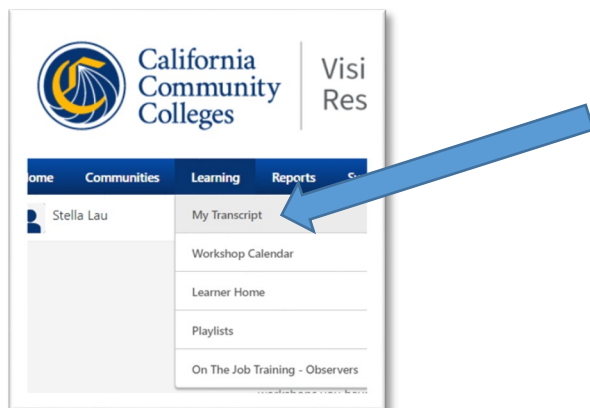 California
Community
Colleges
Visi
Res
ome Communities Learning Reports
Stella Lau
My Transcript
Workshop Calendar
Learner Home
Playlists
On The Job Training - Observers